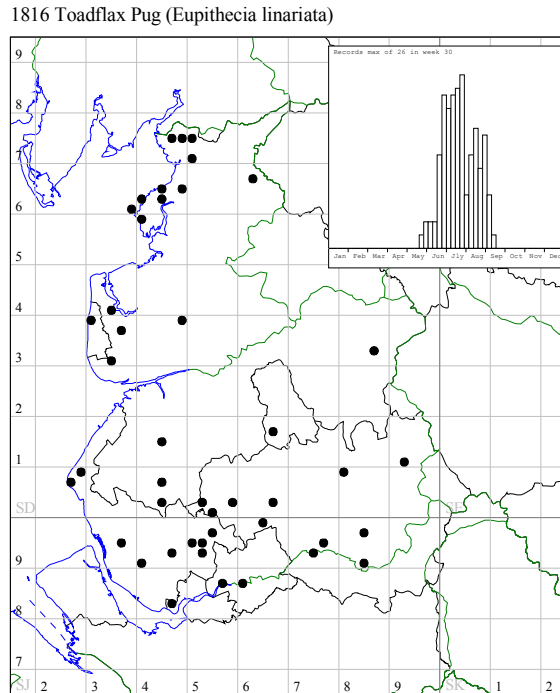 1816 Toadflax Pug (Eupithecia linariata)
Records max of 26 in week 30
Jan Feb Mar Apr May Jun Jly Aug Sep Oct Nov Dec
9
8
7
6
5
4
3
2
1
SD SE
9
8
7
SJ 2 3 4 5 6 7 8 9 SK 1 2